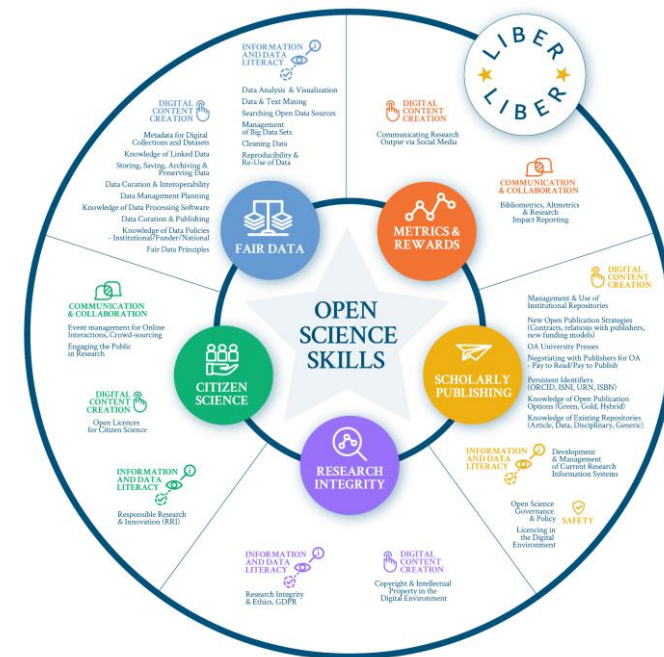 LIBER
LIBER
INFORMATION
AND DATA
LITERACY
Data Analysis & Visualization
Data & Text Mining
Searching Open Data Sources
Management
of Big Data Sets
Cleaning Data
Reproducibility &
Re-Use of Data
DIGITAL
CONTENT
CREATION
Metadata for Digital
Collections and Datasets
Knowledge of Linked Data
Storing, Saving, Archiving &
Preserving Data
Data Curation & Interoperability
Data Management Planning
Knowledge of Data Processing Software
Data Curation & Publishing
Knowledge of Data Policies
- Institutional/Funder/National
Fair Data Principles
FAIR DATA
DIGITAL
CONTENT
CREATION
Communicating Research
Output via Social Media
COMMUNICATION
& COLLABORATION
Bibliometrics, Altmetrics
& Research
Impact Reporting
METRICS &
REWARDS
DIGITAL
CONTENT
CREATION
Management & Use of
Institutional Repositories
New Open Publication Strategies
(Contracts, relations with publishers,
new funding models)
OA University Presses
Negotiating with Publishers for OA
- Pay to Read/Pay to Publish
Persistent Identifiers
(ORCID, ISNI, URN, ISBN)
Knowledge of Open Publication
Options (Green, Gold, Hybrid)
Knowledge of Existing Repositories
(Article, Data, Disciplinary, Generic)
INFORMATION
AND DATA
LITERACY
Development
& Management
of Current Research
Information Systems
Open Science
Governance
& Policy
Licencing in
the Digital
Environment
SAFETY
SCHOLARLY
PUBLISHING
OPEN
SCIENCE
SKILLS
COMMUNICATION
& COLLABORATION
Event management for Online
Interactions, Crowd-sourcing
Engaging the Public
in Research
DIGITAL
CONTENT
CREATION
Open Licences
for Citizen Science
INFORMATION
AND DATA
LITERACY
Responsible Research
& Innovation (RRI)
CITIZEN
SCIENCE
RESEARCH
INTEGRITY
INFORMATION
AND DATA
LITERACY
Research Integrity
& Ethics, GDPR
DIGITAL
CONTENT
CREATION
Copyright & Intellectual
Property in the
Digital Environment